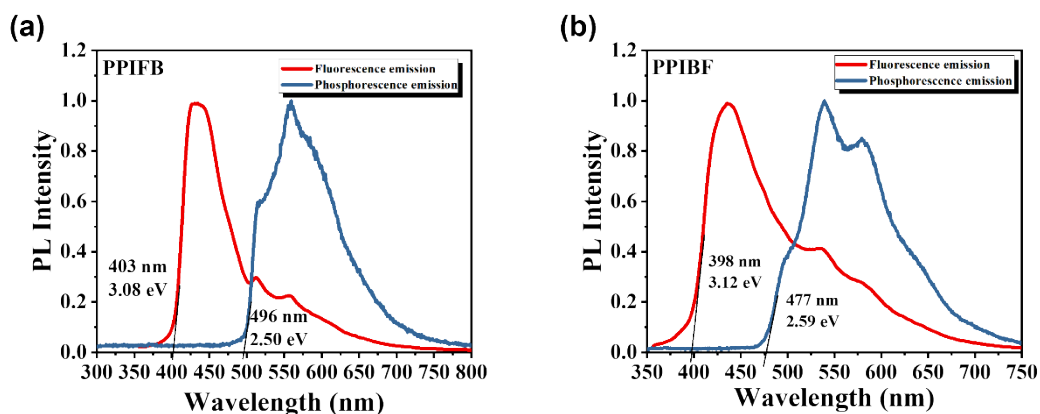 (a)
PPIFB
Fluorescence emission
Phosphorescence emission
403 nm
3.08 eV
496 nm
2.50 eV
PL Intensity
0.0
0.2
0.4
0.6
0.8
1.0
1.2
300 350 400 450 500 550 600 650 700 750 800
Wavelength (nm)
(b)
PPIBF
Fluorescence emission
Phosphorescence emission
398 nm
3.12 eV
477 nm
2.59 eV
PL Intensity
0.0
0.2
0.4
0.6
0.8
1.0
1.2
350 400 450 500 550 600 650 700 750
Wavelength (nm)